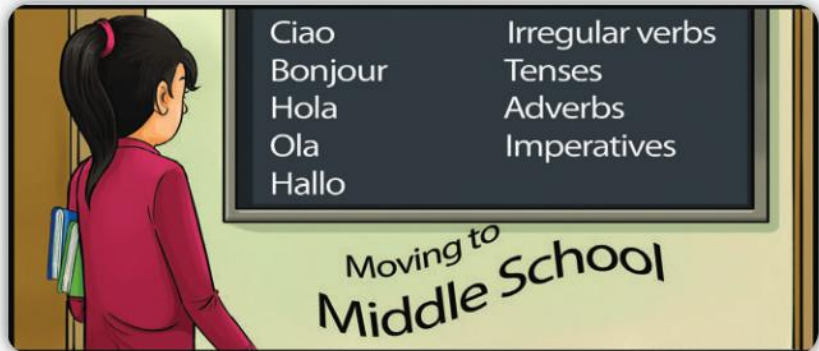 Ciao
Bonjour
Hola
Ola
Hallo
Irregular verbs
Tenses
Adverbs
Imperatives
Moving to
Middle School